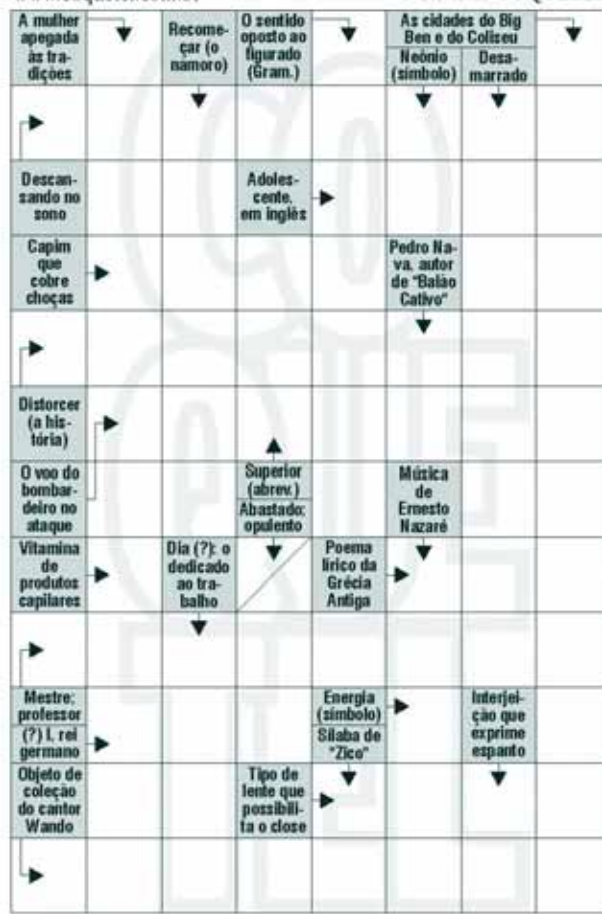 A mulher
apegada
às tra-
dições
Recome-
çar (o
namoro)
O sentido
oposto ao
figurado
(Gram.)
As cidades do Big
Ben e do Coliseu
Neônio
(símbolo)
Desa-
marrado
Descan-
sando no
sono
Adoles-
cente,
em inglês
Capim
que
cobre
choças
Pedro Na-
va, autor
de "Balão
Cativo"
Distorcer
(a his-
tória)
O voo do
bombar-
deiro no
ataque
Superior
(abrev.)
Abastado;
opulento
Música
de
Ernesto
Nazaré
Vitamina
de
produtos
capilares
Dia (?): o
dedicado
ao tra-
balho
Poema
lírico da
Grécia
Antiga
Mestre;
professor
(?) I, rei
germano
Energia
(símbolo)
Sílaba de
"Zico"
Interjei-
ção que
exprime
espanto
Objeto de
coleção
do cantor
Wando
Tipo de
lente que
possibili-
ta o close